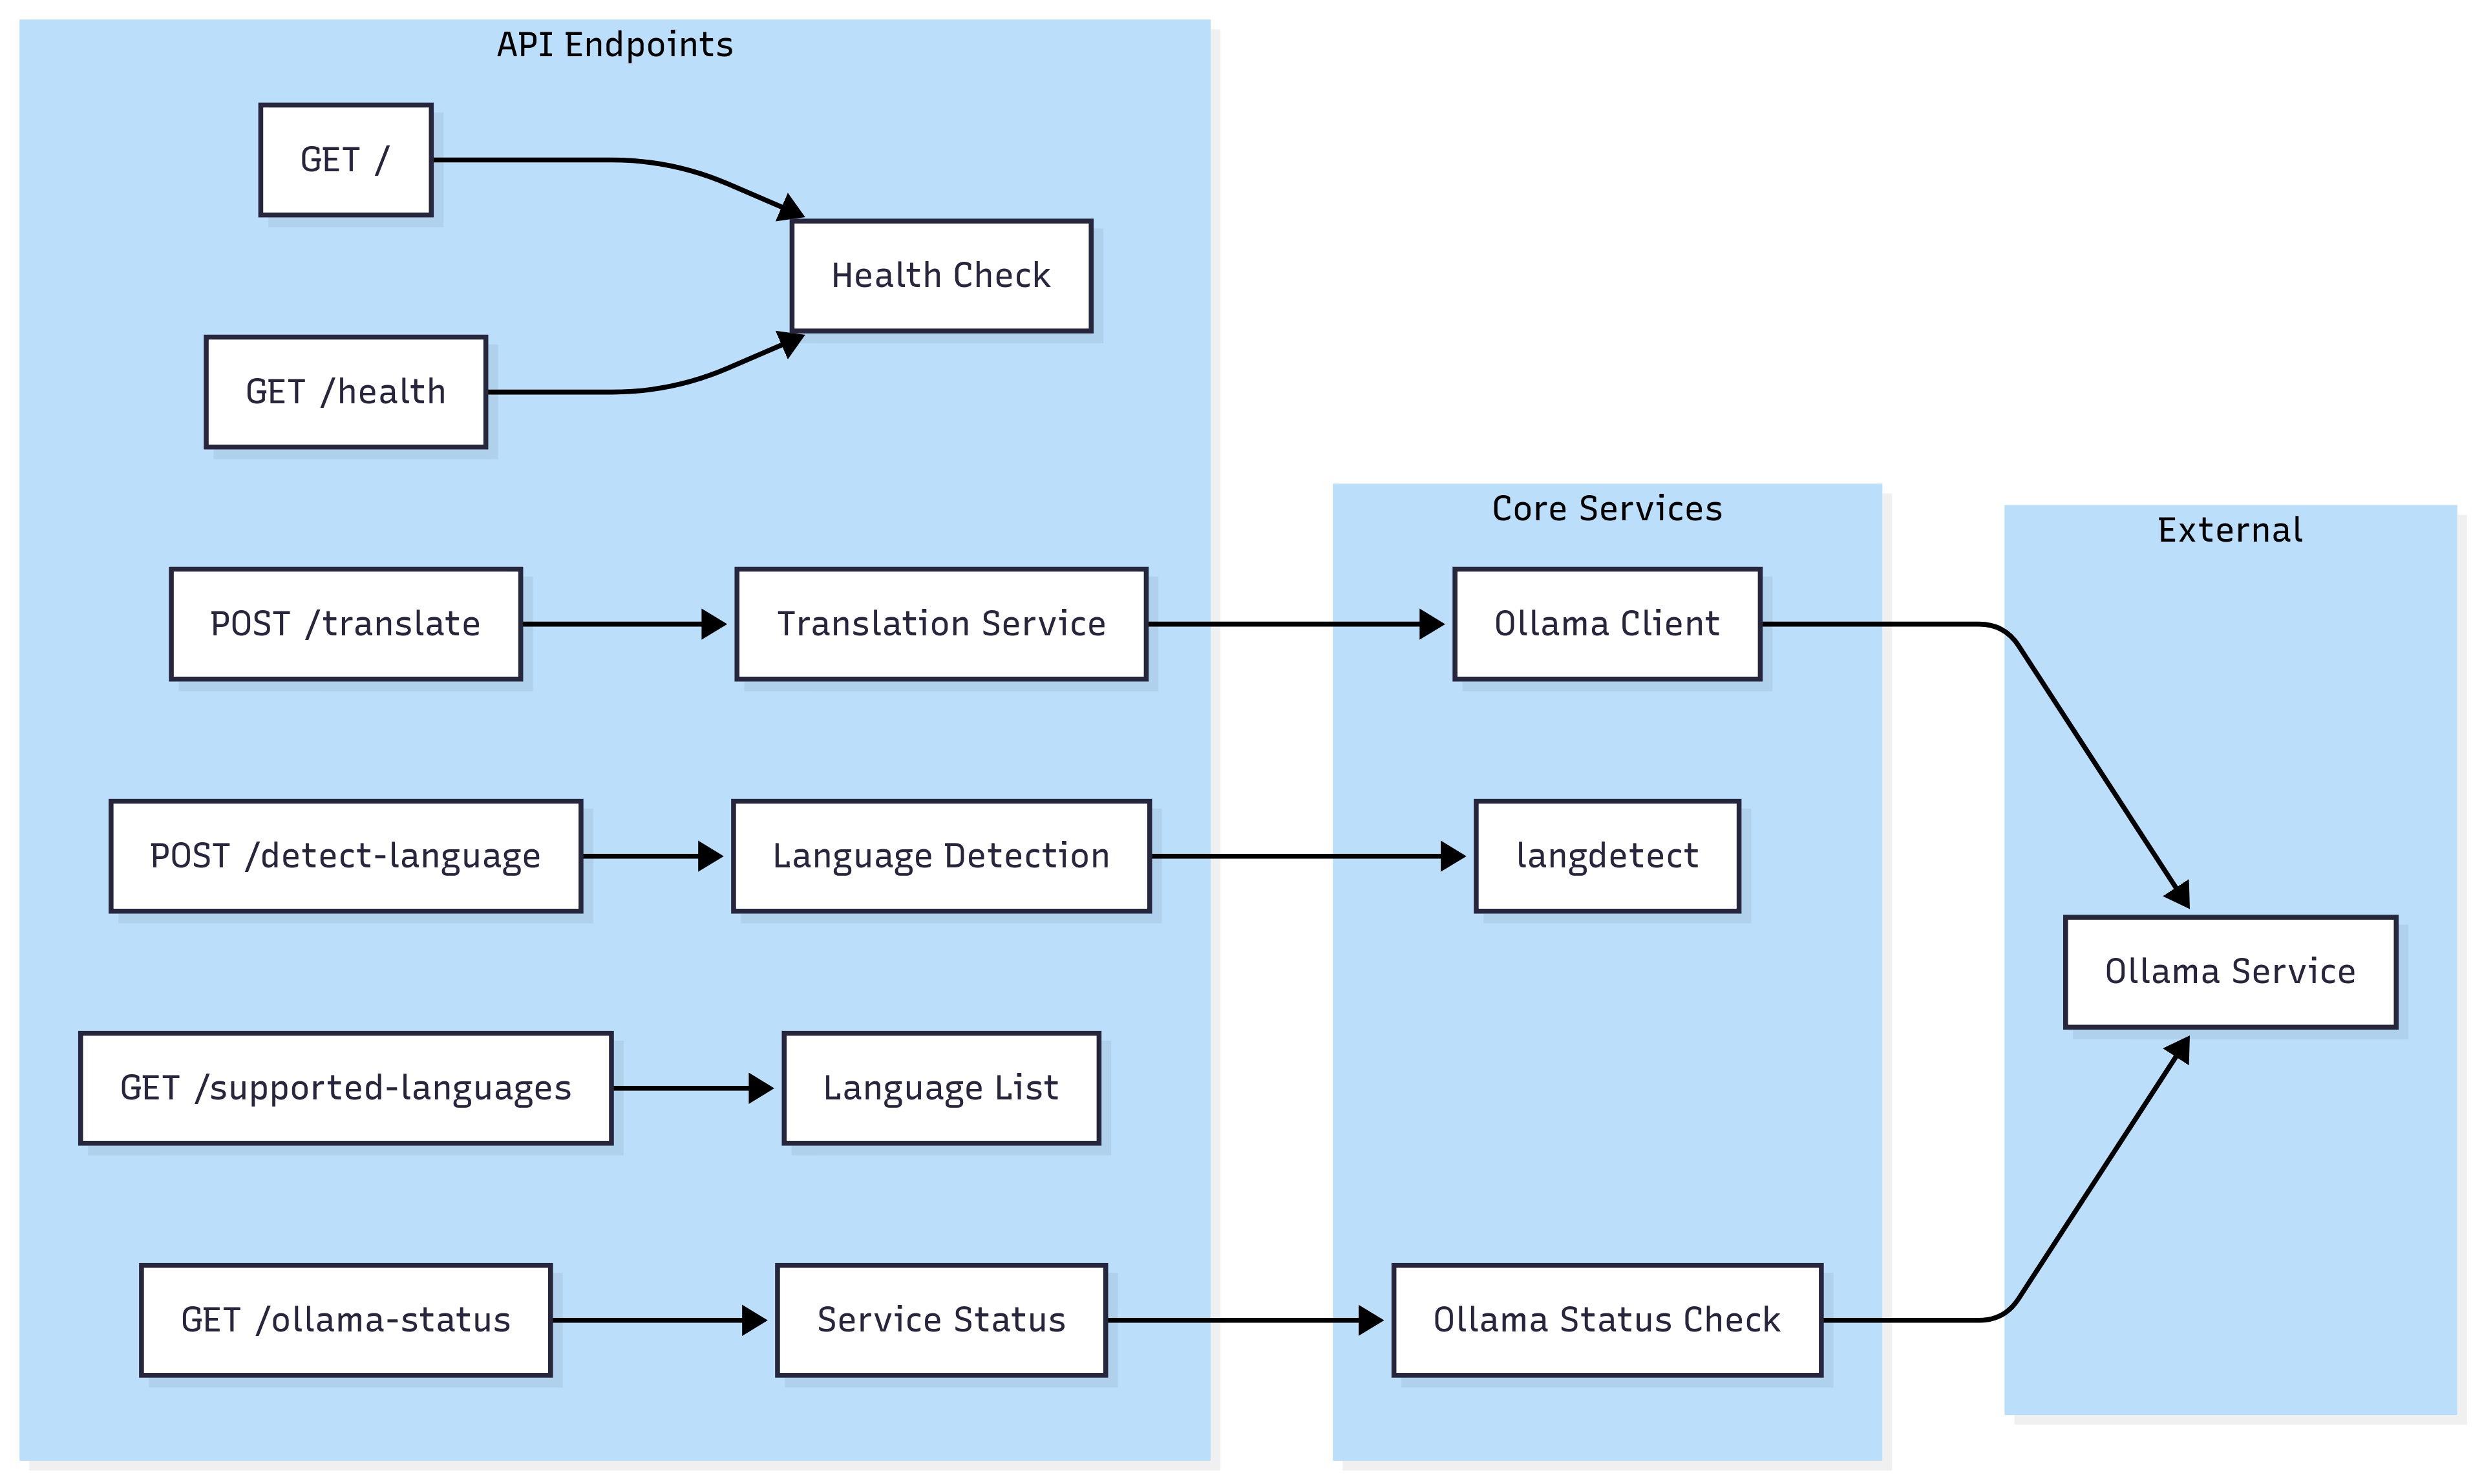 API Endpoints
GET /
Health Check
GET /health
Core Services
External
POST /translate
Translation Service
Ollama Client
POST /detect-language
Language Detection
langdetect
Ollama Service
GET /supported-languages
Language List
GET /ollama-status
Service Status
Ollama Status Check